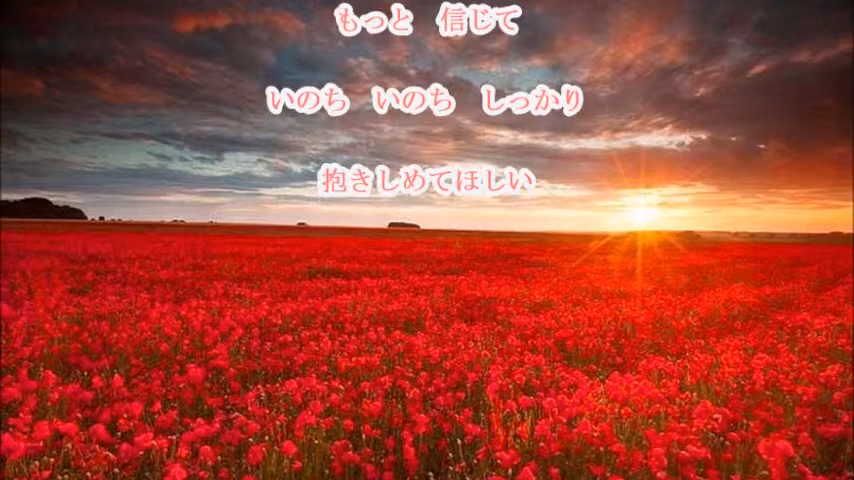 もっと　信じて
いのち　いのち　しっかり
抱きしめてほしい